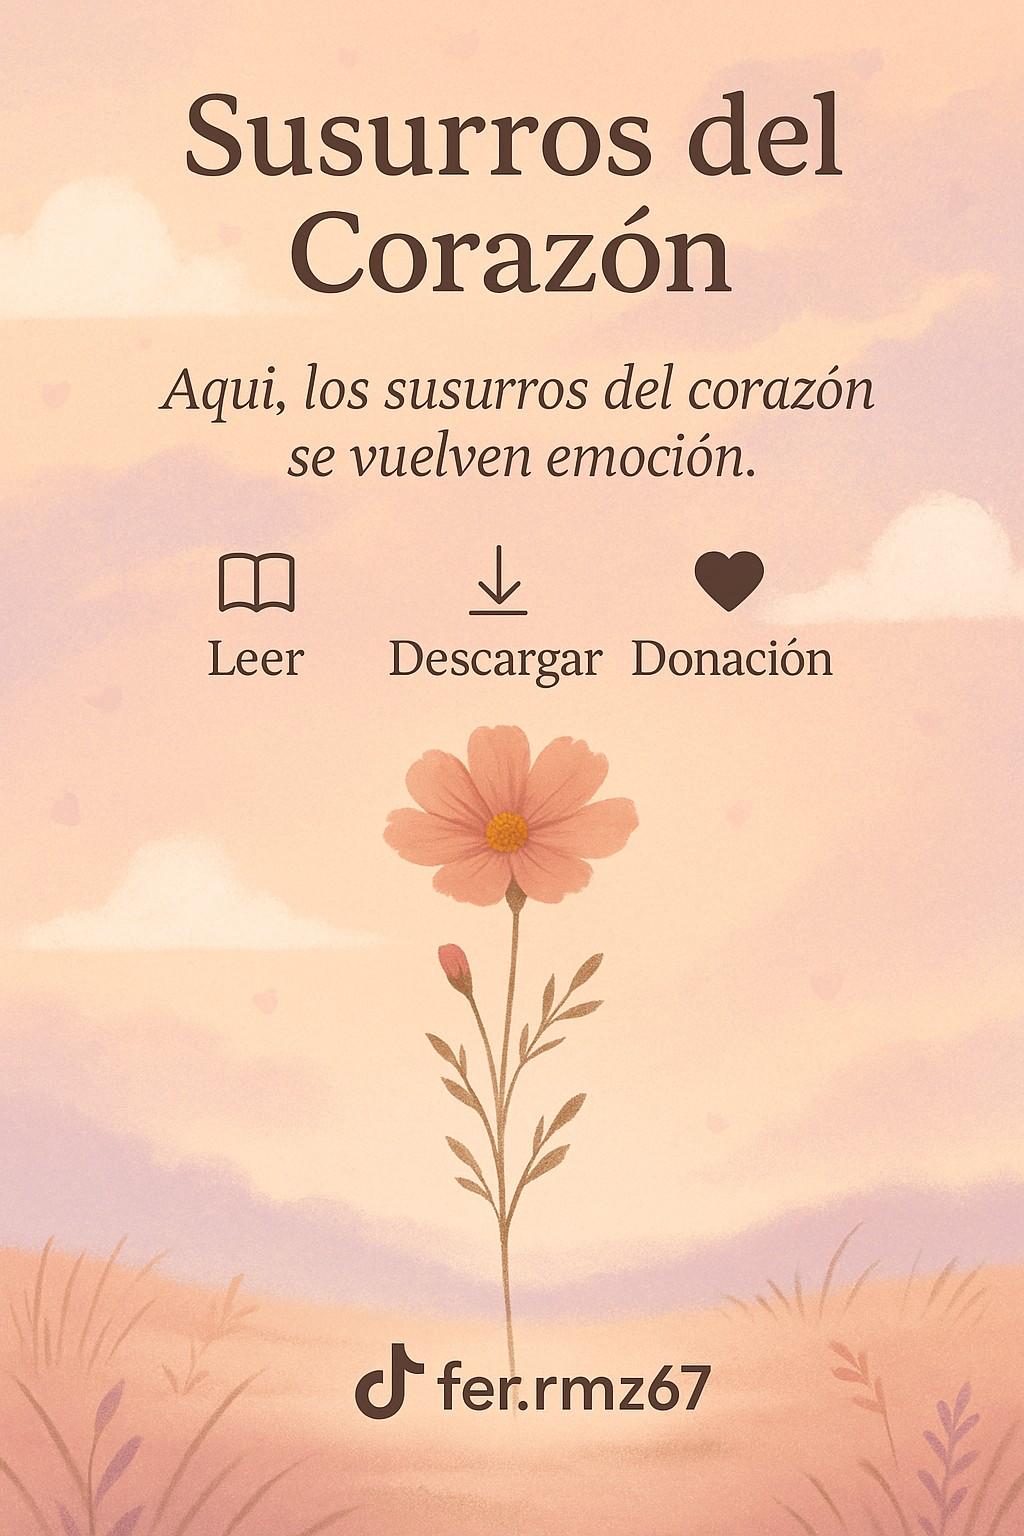 Susurros del
Corazón
Aqui, los susurros del corazón
se vuelven emoción.
Leer Descargar Donación
fer.rmz67